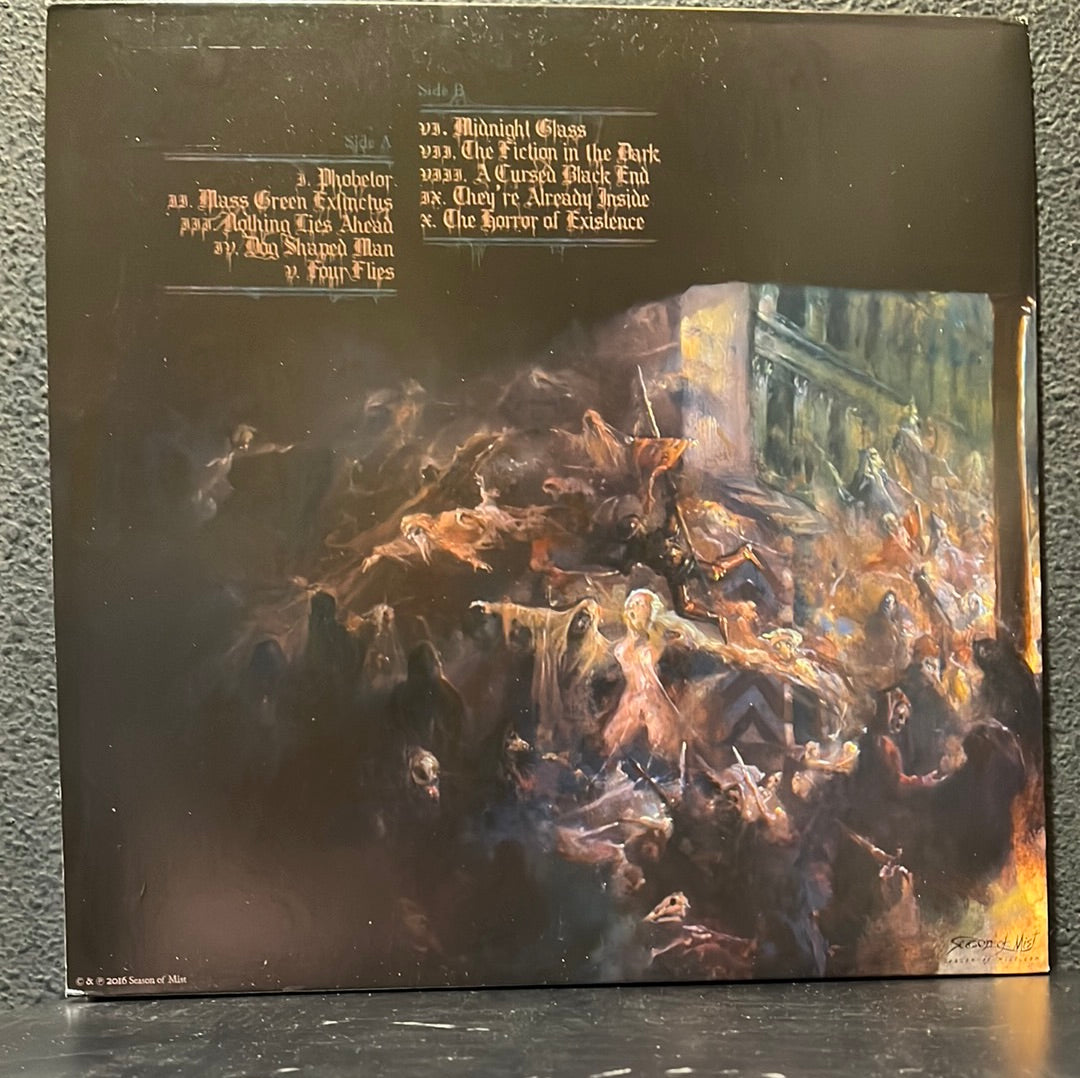 Side A
I. Phobetor
II. Mass Green Extinctus
III. Nothing Lies Ahead
IV. Dog Shaped Man
V. Four Flies
Side B
VI. Midnight Glass
VII. The Fiction in the Dark
VIII. A Cursed Black End
IX. They're Already Inside
X. The Horror of Existence
© & ℗ 2016 Season of Mist
Season of Mist